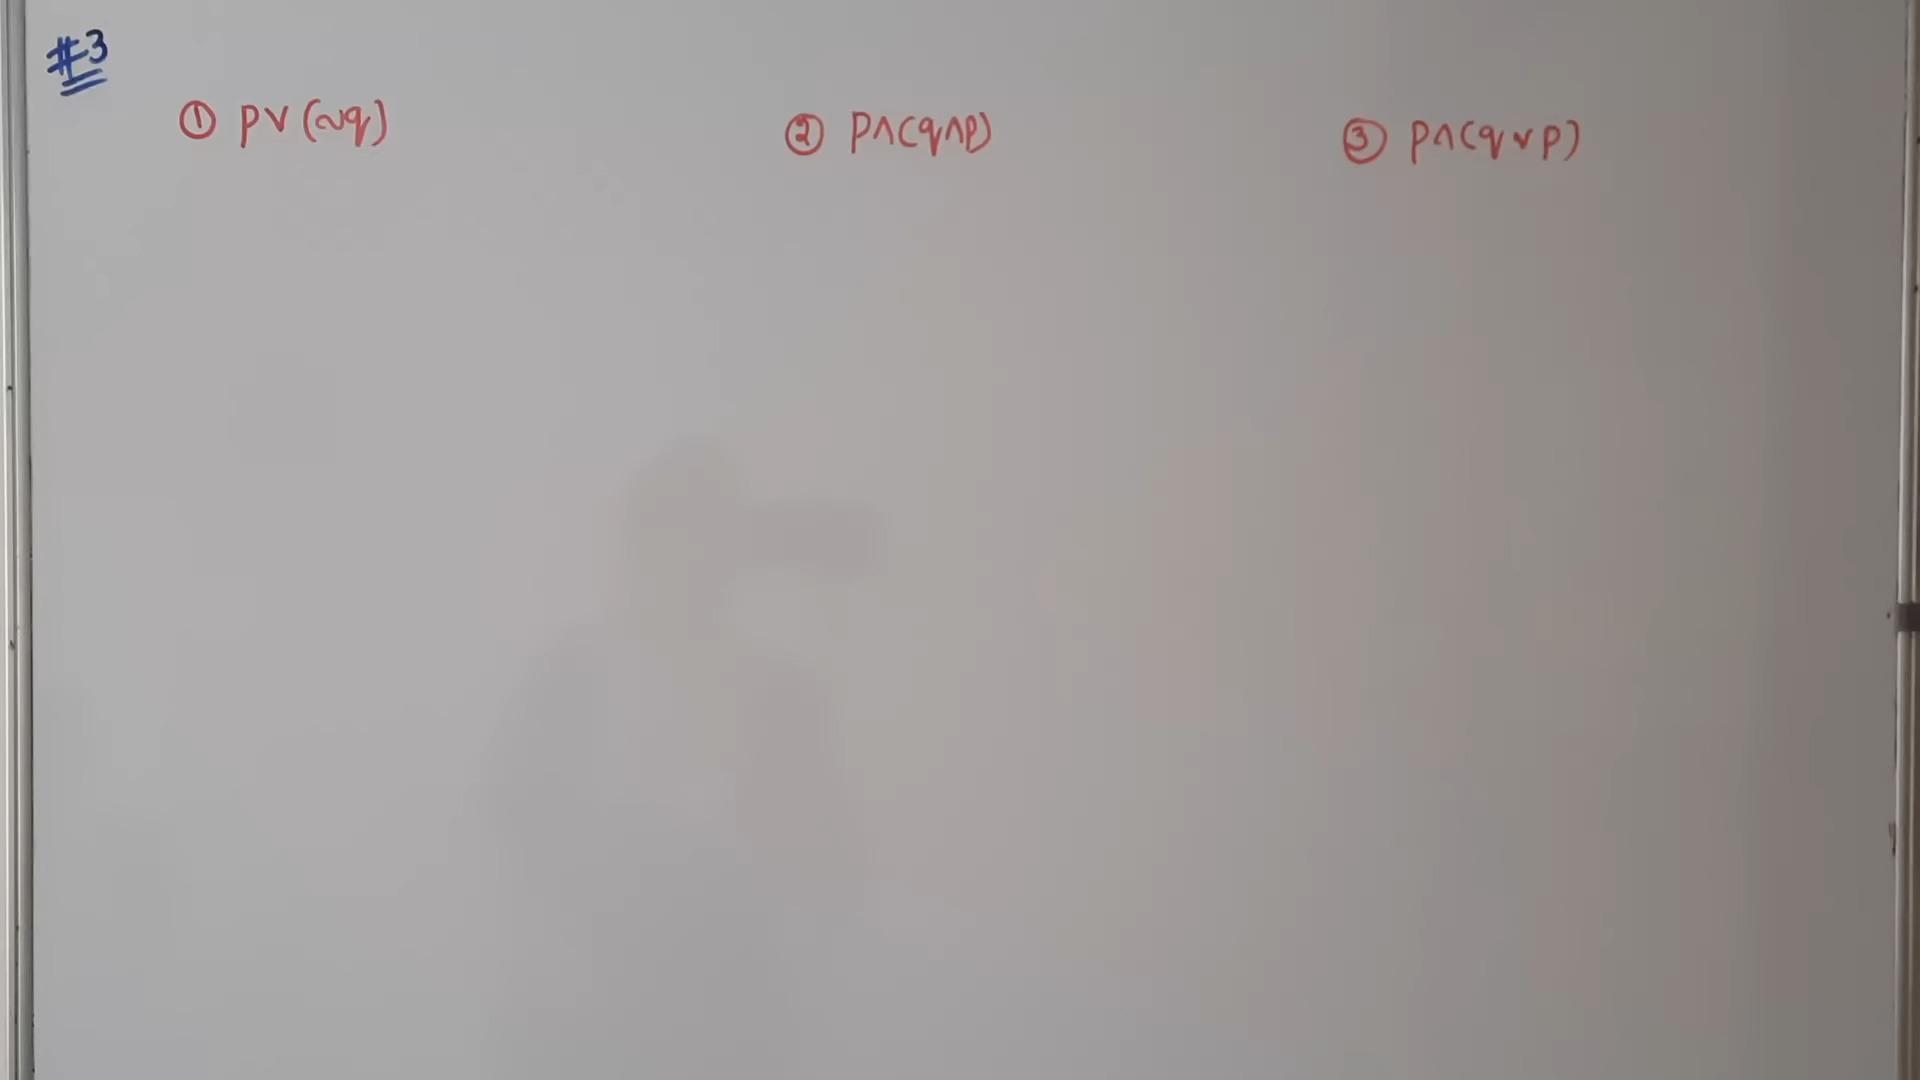 #3
① p∨(~q)
② p∧(q∧p)
③ p∧(q∨p)